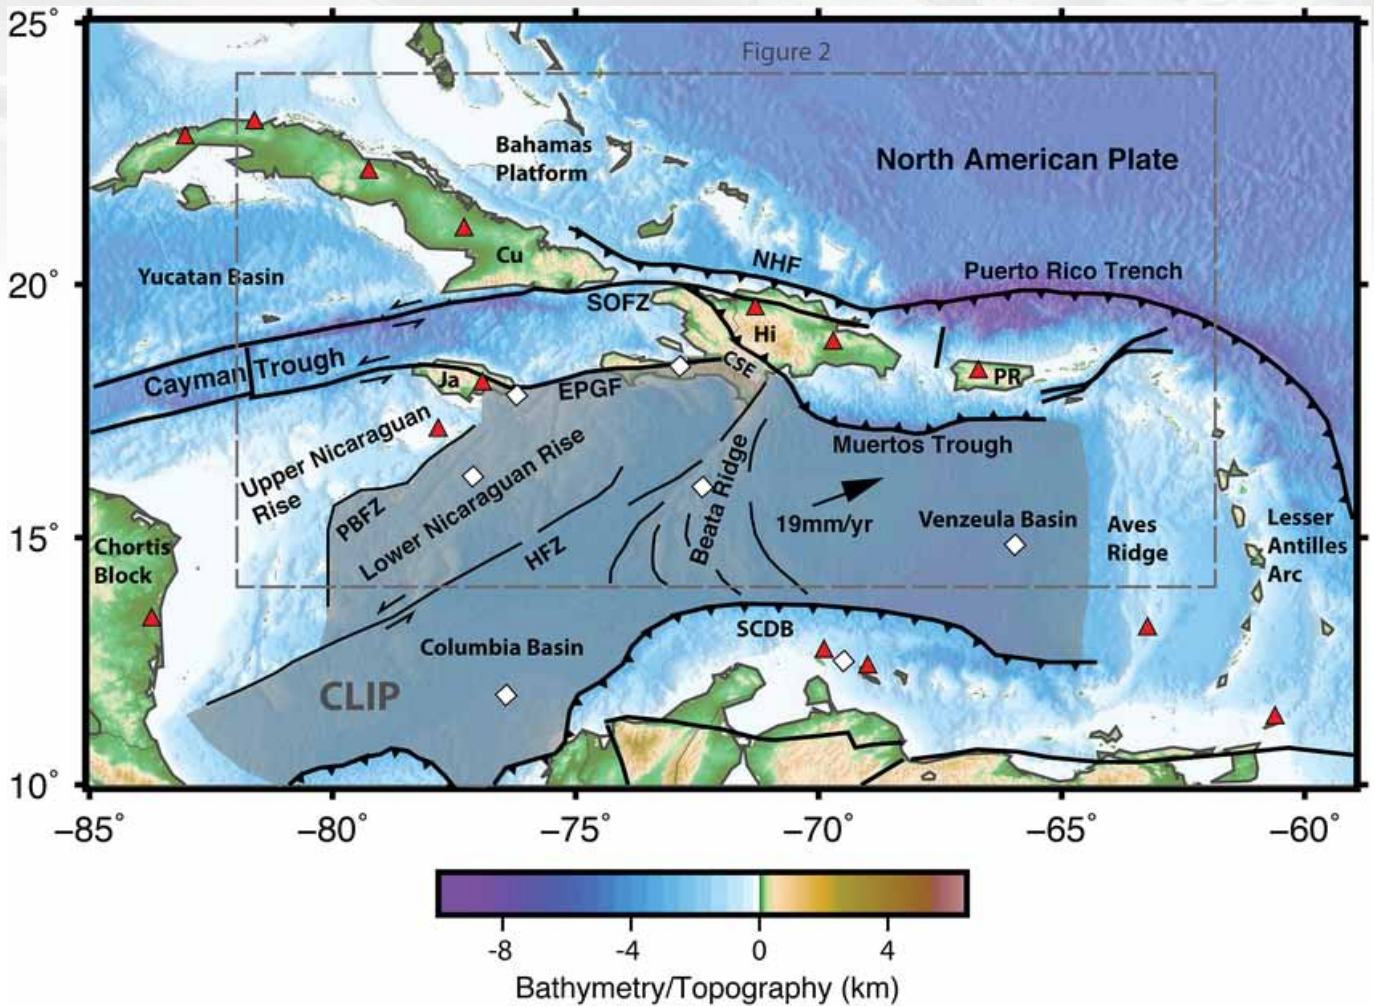 25°
Figure 2
Bahamas
Platform
North American Plate
Cu
NHF
Puerto Rico Trench
Yucatan Basin
20°
SOFZ
Hi
Cayman Trough
Ja
CSE
PR
EPGF
Upper Nicaraguan
Rise
Muertos Trough
Lower Nicaraguan Rise
Beata Ridge
PBFZ
19mm/yr
Venzeula Basin
Aves
Ridge
Lesser
Antilles
Arc
15°
Chortis
Block
HFZ
SCDB
Columbia Basin
CLIP
10°
−85° −80° −75° −70° −65° −60°
-8 -4 0 4
Bathymetry/Topography (km)